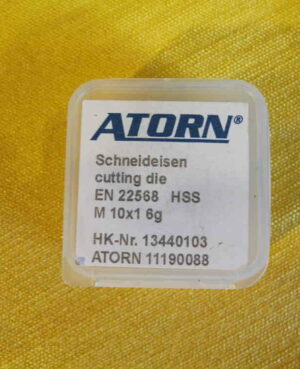 ATORN®
Schneideisen
cutting die
EN 22568 HSS
M 10x1 6g
HK-Nr. 13440103
ATORN 11190088